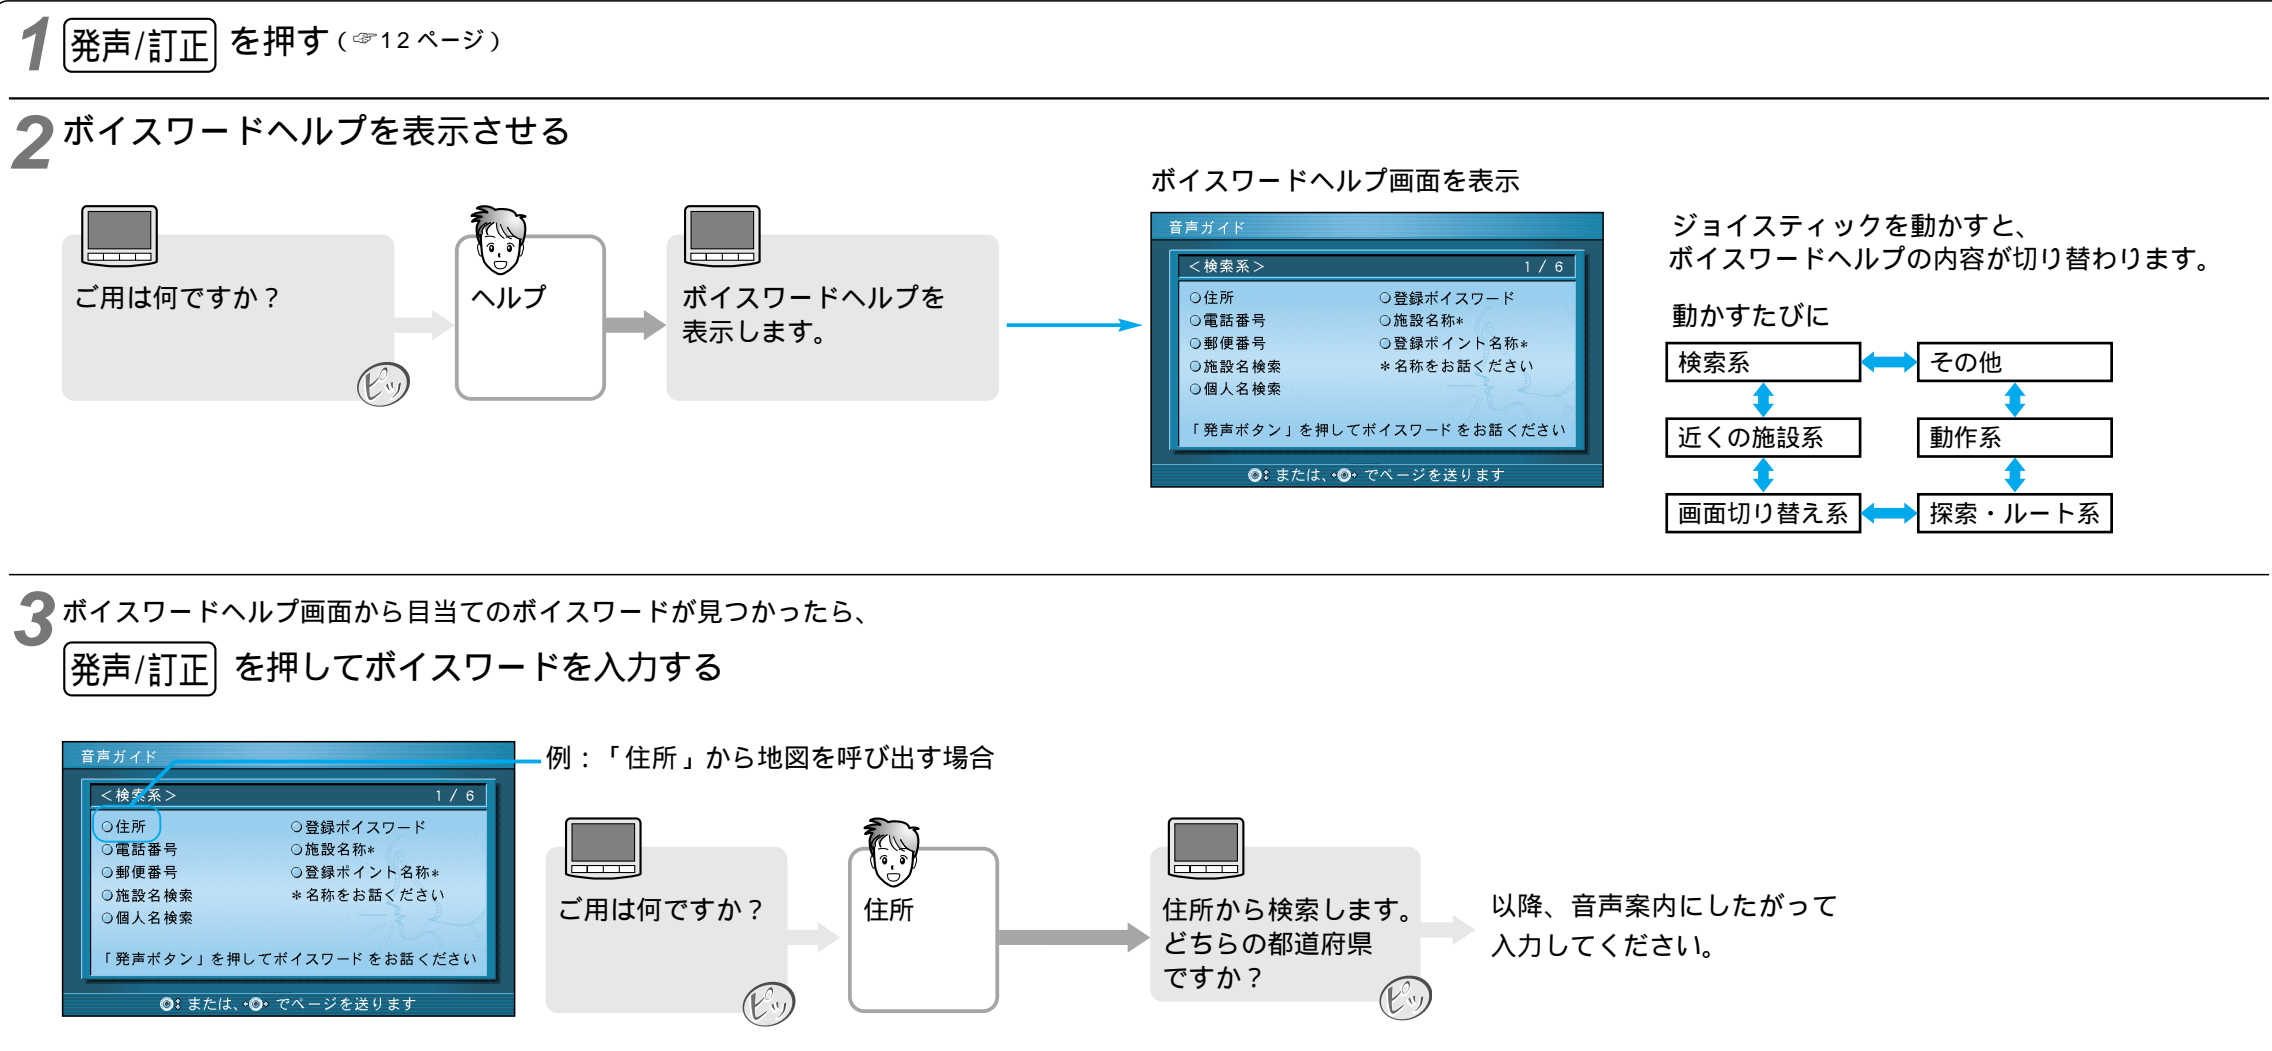 1 発声/訂正 を押す(☞12ページ)
2 ボイスワードヘルプを表示させる
ご用は何ですか?
ピッ
ヘルプ
ボイスワードヘルプを
表示します。
ボイスワードヘルプ画面を表示
音声ガイド
<検索系> 1 / 6
○住所 ○登録ボイスワード
○電話番号 ○施設名称*
○郵便番号 ○登録ポイント名称*
○施設名検索 *名称をお話ください
○個人名検索
「発声ボタン」を押してボイスワードをお話ください
または、 でページを送ります
ジョイスティックを動かすと、
ボイスワードヘルプの内容が切り替わります。
動かすたびに
検索系 その他
近くの施設系 動作系
画面切り替え系 探索・ルート系
3 ボイスワードヘルプ画面から目当てのボイスワードが見つかったら、
発声/訂正 を押してボイスワードを入力する
音声ガイド
<検索系> 1 / 6
○住所 ○登録ボイスワード
○電話番号 ○施設名称*
○郵便番号 ○登録ポイント名称*
○施設名検索 *名称をお話ください
○個人名検索
「発声ボタン」を押してボイスワードをお話ください
または、 でページを送ります
例:「住所」から地図を呼び出す場合
ご用は何ですか?
ピッ
住所
住所から検索します。
どちらの都道府県
ですか?
ピッ
以降、音声案内にしたがって
入力してください。